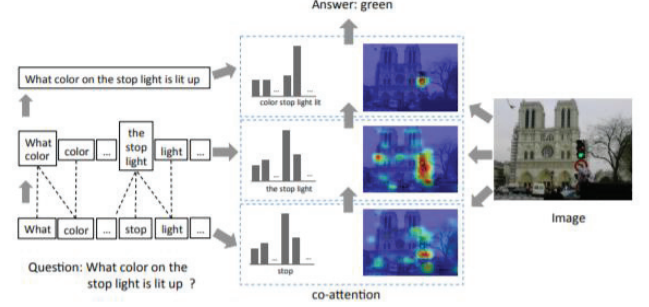 Answer: green
What color on the stop light is lit up
... ...
color stop light lit
What
color
color
...
the
stop
light
light
...
... ...
the stop light
Image
What
color
...
stop
light
...
... ...
stop
Question: What color on the
stop light is lit up ?
co-attention